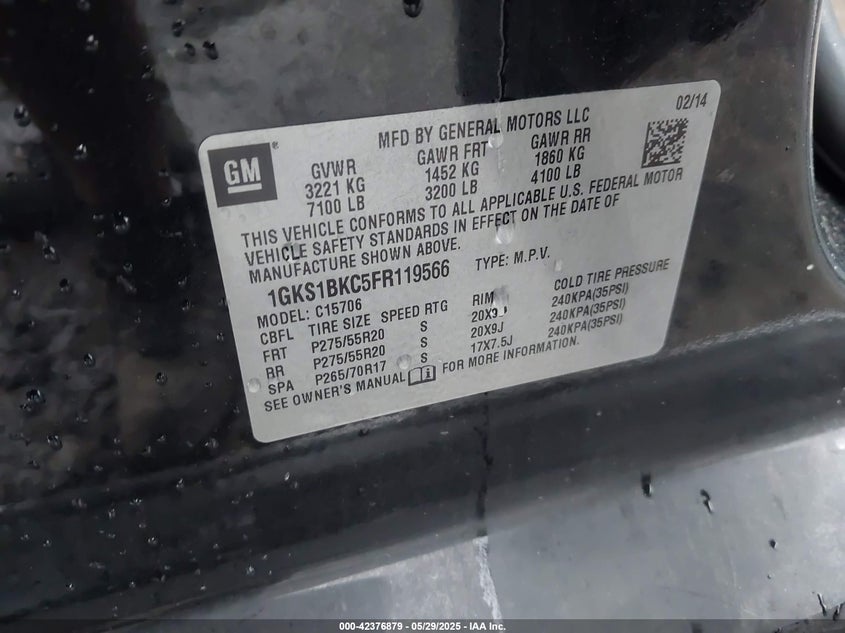 02/14
MFD BY GENERAL MOTORS LLC
GM®
GVWR GAWR FRT GAWR RR
3221 KG 1452 KG 1860 KG
7100 LB 3200 LB 4100 LB
THIS VEHICLE CONFORMS TO ALL APPLICABLE U.S. FEDERAL MOTOR
VEHICLE SAFETY STANDARDS IN EFFECT ON THE DATE OF
MANUFACTURE SHOWN ABOVE.
1GKS1BKC5FR119566 TYPE: M.P.V.
MODEL: C15706
CBFL TIRE SIZE SPEED RTG RIM COLD TIRE PRESSURE
FRT P275/55R20 S 20X9J 240KPA(35PSI)
BR P275/55R20 S 20X9J 240KPA(35PSI)
SPA P265/70R17 S 17X7.5J 240KPA(35PSI)
SEE OWNER'S MANUAL FOR MORE INFORMATION.
000-42376879 - 05/29/2025 - IAA Inc.